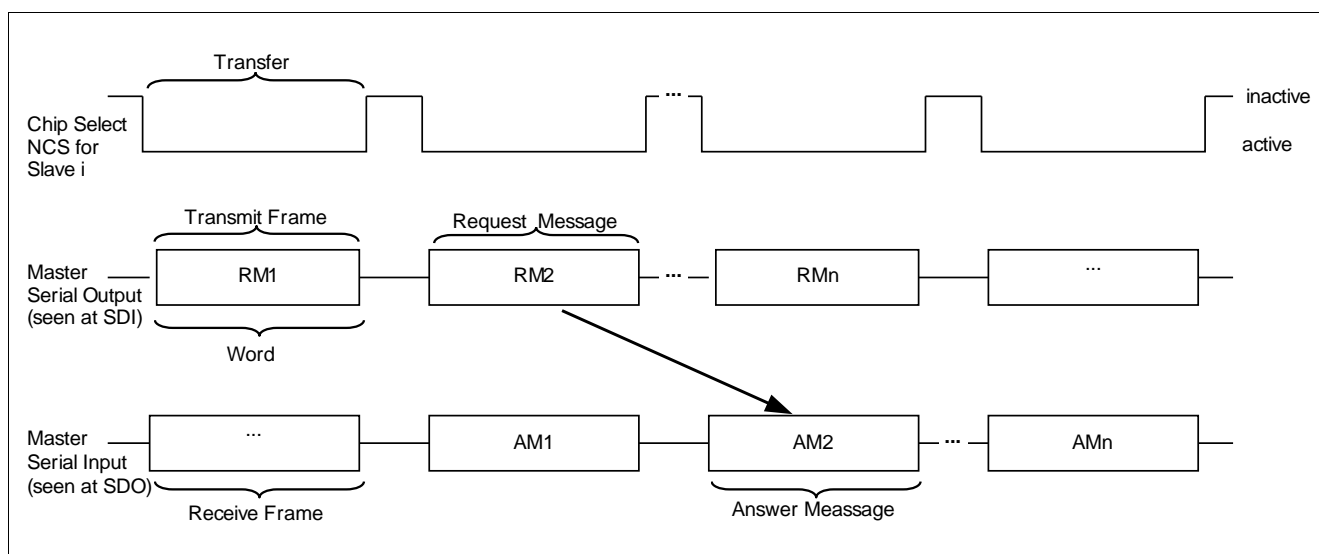 Transfer
...
inactive
Chip Select
NCS for
Slave i
active
Transmit Frame
Request Message
Master
Serial Output
(seen at SDI)
RM1
RM2
...
RMn
...
Word
Master
Serial Input
(seen at SDO)
...
AM1
AM2
...
AMn
Receive Frame
Answer Meassage